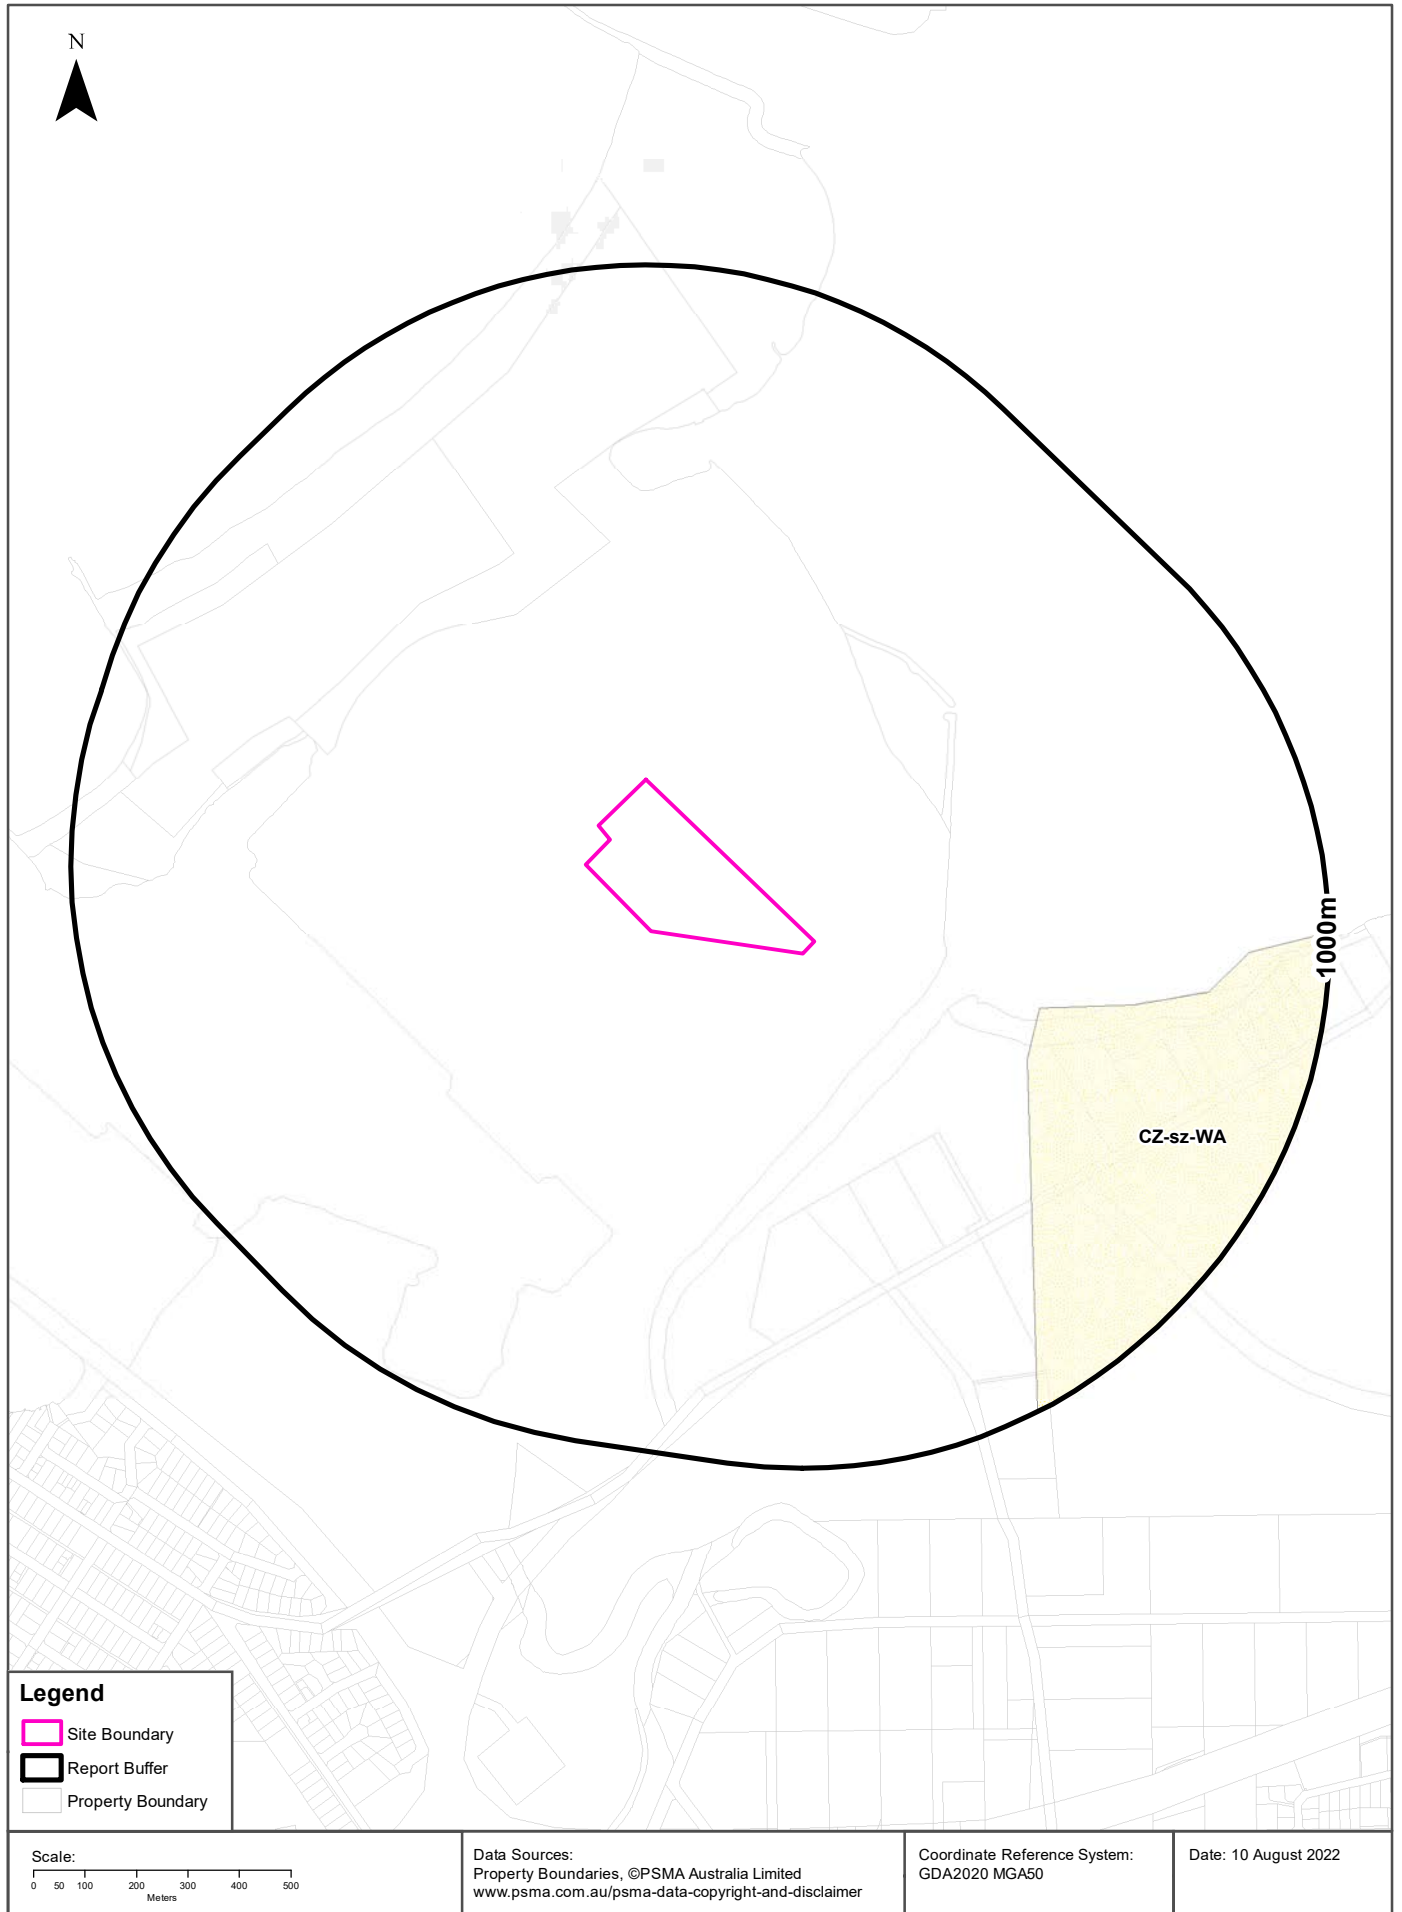 N
1000m
CZ-sz-WA
Legend
Site Boundary
Report Buffer
Property Boundary
Scale:
0 50 100 200 300 400 500
Meters
Data Sources:
Property Boundaries, ©PSMA Australia Limited
www.psma.com.au/psma-data-copyright-and-disclaimer
Coordinate Reference System:
GDA2020 MGA50
Date: 10 August 2022